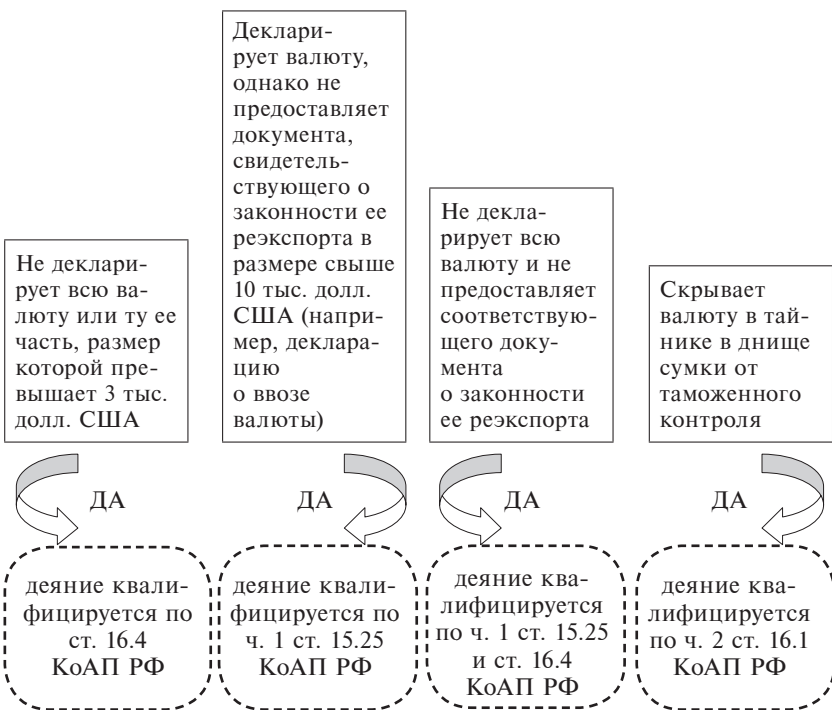 Не деклари-
рует всю ва-
люту или ту ее
часть, размер
которой пре-
вышает 3 тыс.
долл. США
Деклари-
рует валюту,
однако не
предоставляет
документа,
свидетель-
ствующего о
законности ее
реэкспорта в
размере свыше
10 тыс. долл.
США (напри-
мер, деклара-
цию
о ввозе
валюты)
Не декла-
рирует всю
валюту и не
предоставляет
соответствую-
щего доку-
мента
о законности
ее реэкспорта
Скрывает
валюту в тай-
нике в днище
сумки от
таможенного
контроля
ДА
ДА
ДА
ДА
деяние квали-
фицируется по
ст. 16.4
КоАП РФ
деяние квали-
фицируется по
ч. 1 ст. 15.25
КоАП РФ
деяние ква-
лифицируется
по ч. 1 ст. 15.25
и ст. 16.4
КоАП РФ
деяние ква-
лифицируется
по ч. 2 ст. 16.1
КоАП РФ